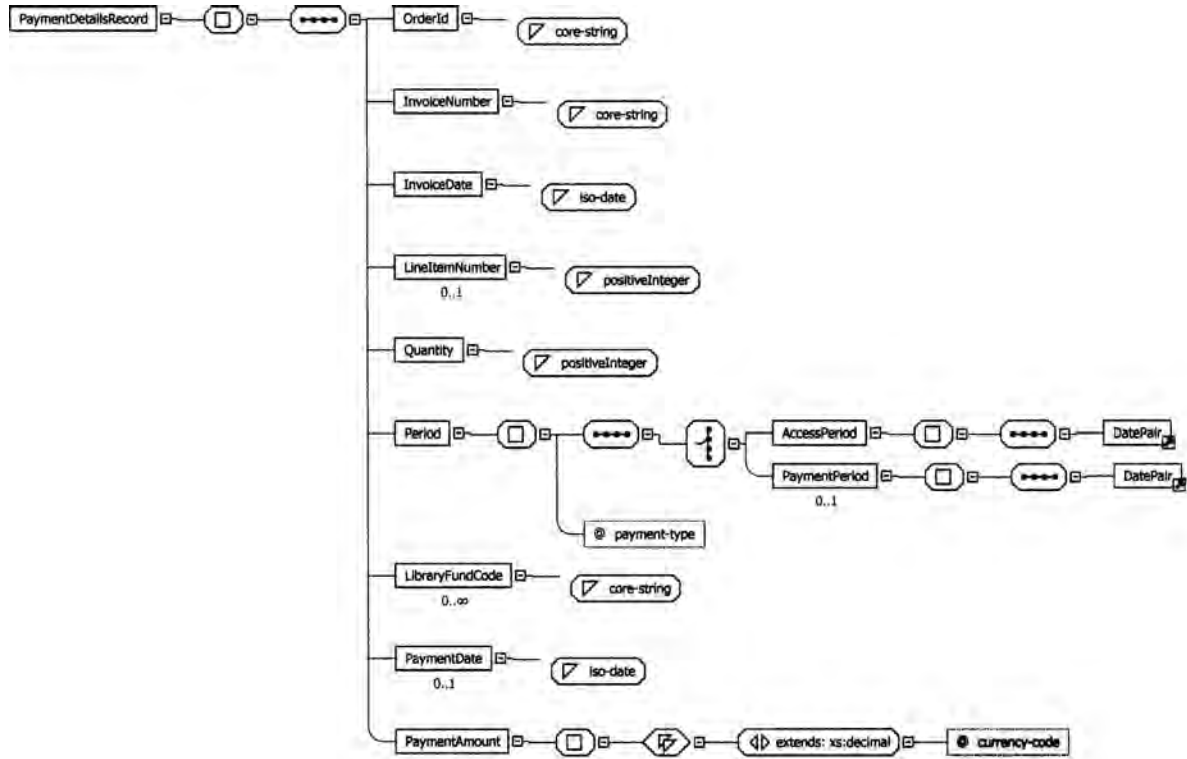 PaymentDetailsRecord
OrderId
core-string
InvoiceNumber
core-string
InvoiceDate
iso-date
LineItemNumber
0..1
positiveInteger
Quantity
positiveInteger
Period
AccessPeriod
DatePair
PaymentPeriod
0..1
DatePair
@ payment-type
LibraryFundCode
0..∞
core-string
PaymentDate
0..1
iso-date
PaymentAmount
extends: xs:decimal
@ currency-code